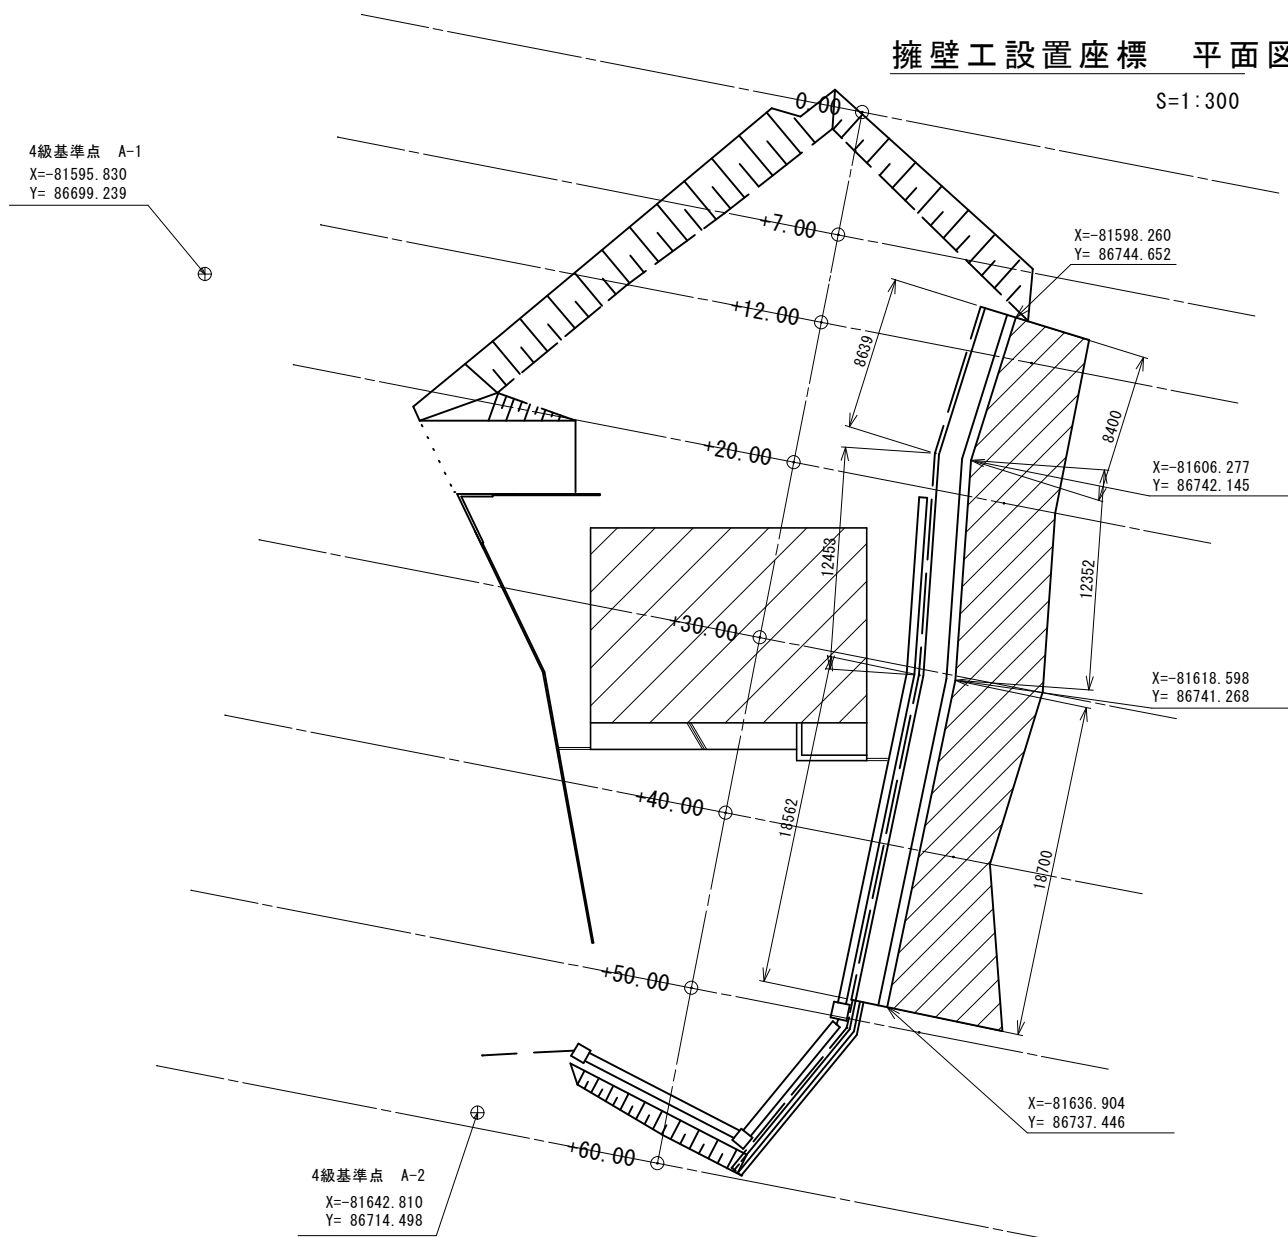 擁壁工設置座標 平面図
S=1:300
4級基準点 A-1
X=-81595.830
Y= 86699.239
0.00
+7.00
X=-81598.260
Y= 86744.652
+12.00
8639
8400
+20.00
X=-81606.277
Y= 86742.145
12453
12352
+30.00
X=-81618.598
Y= 86741.268
+40.00
18562
18700
+50.00
X=-81636.904
Y= 86737.446
+60.00
4級基準点 A-2
X=-81642.810
Y= 86714.498